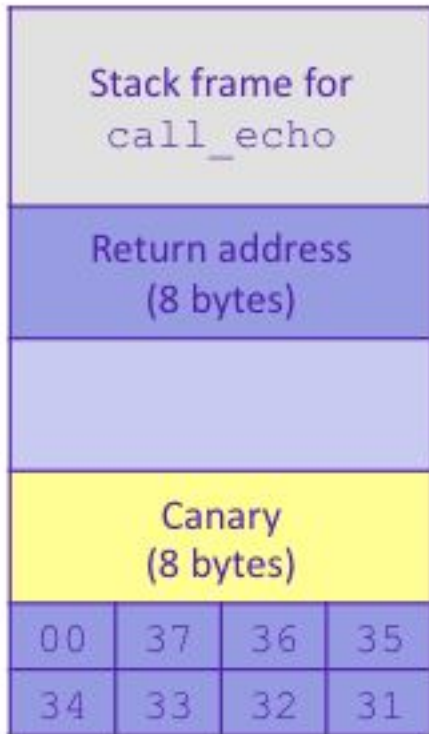 Stack frame for
call_echo
Return address
(8 bytes)
Canary
(8 bytes)
00 37 36 35
34 33 32 31